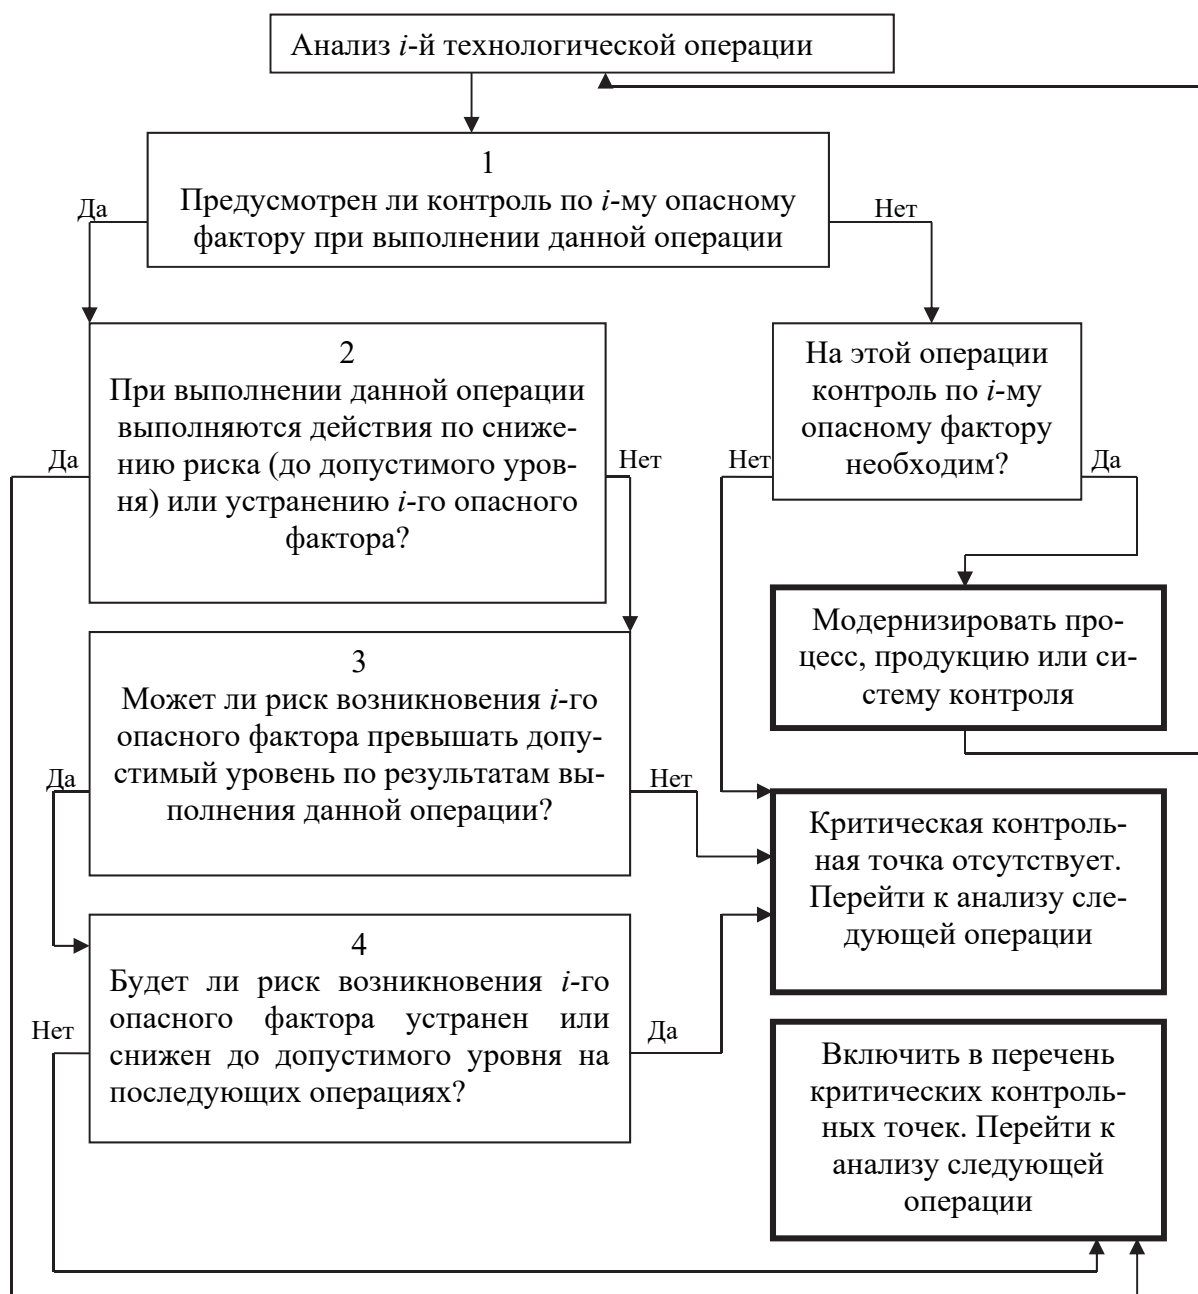 Анализ i-й технологической операции
1
Предусмотрен ли контроль по i-му опасному
фактору при выполнении данной операции
Да
Нет
2
При выполнении данной операции
выполняются действия по сниже-
нию риска (до допустимого уров-
ня) или устранению i-го опасного
фактора?
Да
Нет
На этой операции
контроль по i-му
опасному фактору
необходим?
Нет
Да
Модернизировать про-
цесс, продукцию или си-
стему контроля
3
Может ли риск возникновения i-го
опасного фактора превышать допу-
стимый уровень по результатам вы-
полнения данной операции?
Да
Нет
Критическая контроль-
ная точка отсутствует.
Перейти к анализу сле-
дующей операции
4
Будет ли риск возникновения i-го
опасного фактора устранен или
снижен до допустимого уровня на
последующих операциях?
Нет
Да
Включить в перечень
критических контроль-
ных точек. Перейти к
анализу следующей
операции